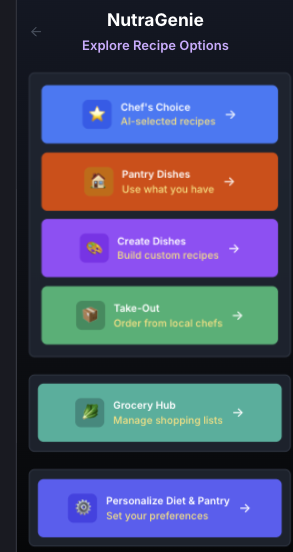 NutraGenie
Explore Recipe Options
Chef's Choice
AI-selected recipes
Pantry Dishes
Use what you have
Create Dishes
Build custom recipes
Take-Out
Order from local chefs
Grocery Hub
Manage shopping lists
Personalize Diet & Pantry
Set your preferences